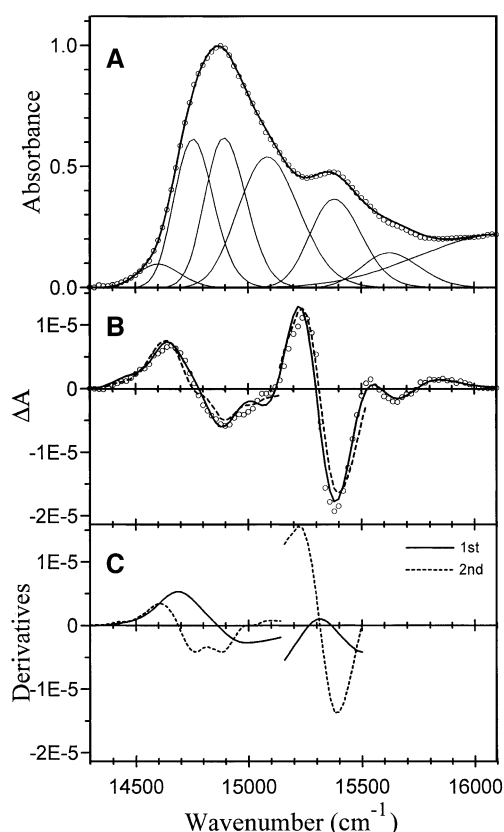 A
1.0
0.5
0.0
Absorbance
B
1E-5
0
-1E-5
-2E-5
ΔA
C
1st
2nd
1E-5
0
-1E-5
-2E-5
Derivatives
14500 15000 15500 16000
Wavenumber (cm-1)